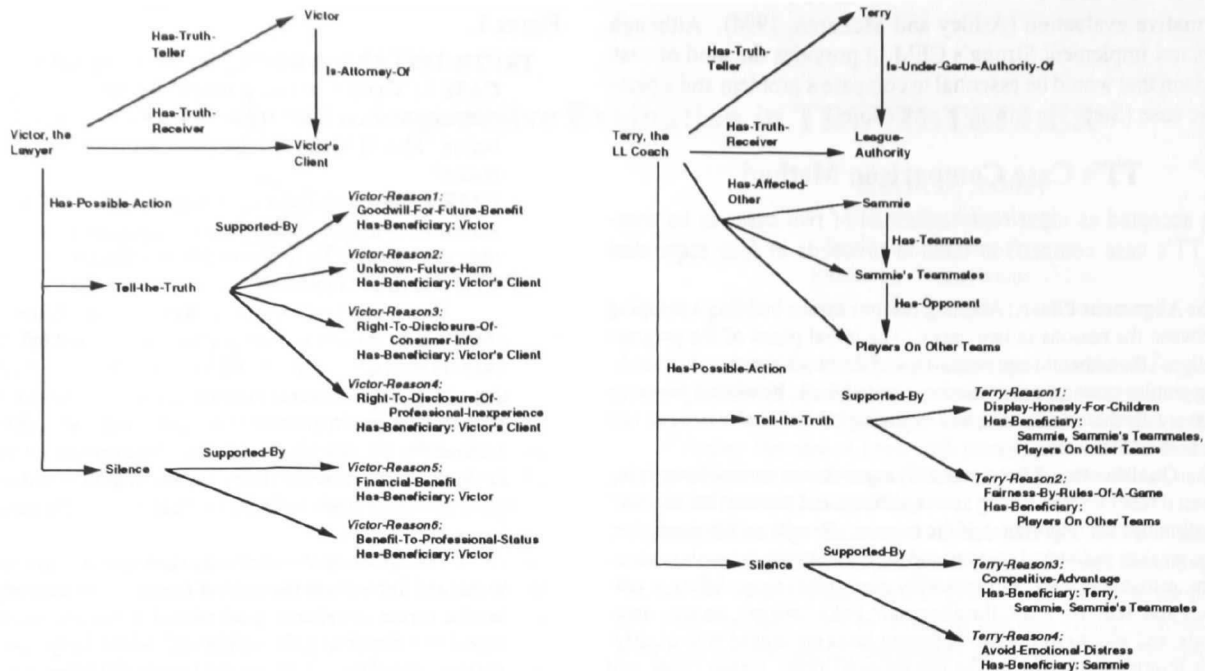 Victor
Has-Truth-
Teller
Is-Attorney-Of
Has-Truth-
Receiver
Victor, the
Lawyer
Victor's
Client
Has-Possible-Action
Supported-By
Victor-Reason1:
Goodwill-For-Future-Benefit
Has-Beneficiary: Victor
Victor-Reason2:
Unknown-Future-Harm
Has-Beneficiary: Victor's Client
Tell-the-Truth
Victor-Reason3:
Right-To-Disclosure-Of-
Consumer-Info
Has-Beneficiary: Victor's Client
Victor-Reason4:
Right-To-Disclosure-Of-
Professional-Inexperience
Has-Beneficiary: Victor's Client
Supported-By
Silence
Victor-Reason5:
Financial-Benefit
Has-Beneficiary: Victor
Victor-Reason6:
Benefit-To-Professional-Status
Has-Beneficiary: Victor
Terry
Has-Truth-
Teller
Is-Under-Game-Authority-Of
Has-Truth-
Receiver
Terry, the
LL Coach
League-
Authority
Has-Affected-
Other
Sammie
Has-Teammate
Sammie's Teammates
Has-Opponent
Players On Other Teams
Has-Possible-Action
Supported-By
Terry-Reason1:
Display-Honesty-For-Children
Has-Beneficiary:
Sammie, Sammie's Teammates,
Players On Other Teams
Tell-the-Truth
Terry-Reason2:
Fairness-By-Rules-Of-A-Game
Has-Beneficiary:
Players On Other Teams
Supported-By
Silence
Terry-Reason3:
Competitive-Advantage
Has-Beneficiary: Terry,
Sammie, Sammie's Teammates
Terry-Reason4:
Avoid-Emotional-Distress
Has-Beneficiary: Sammie